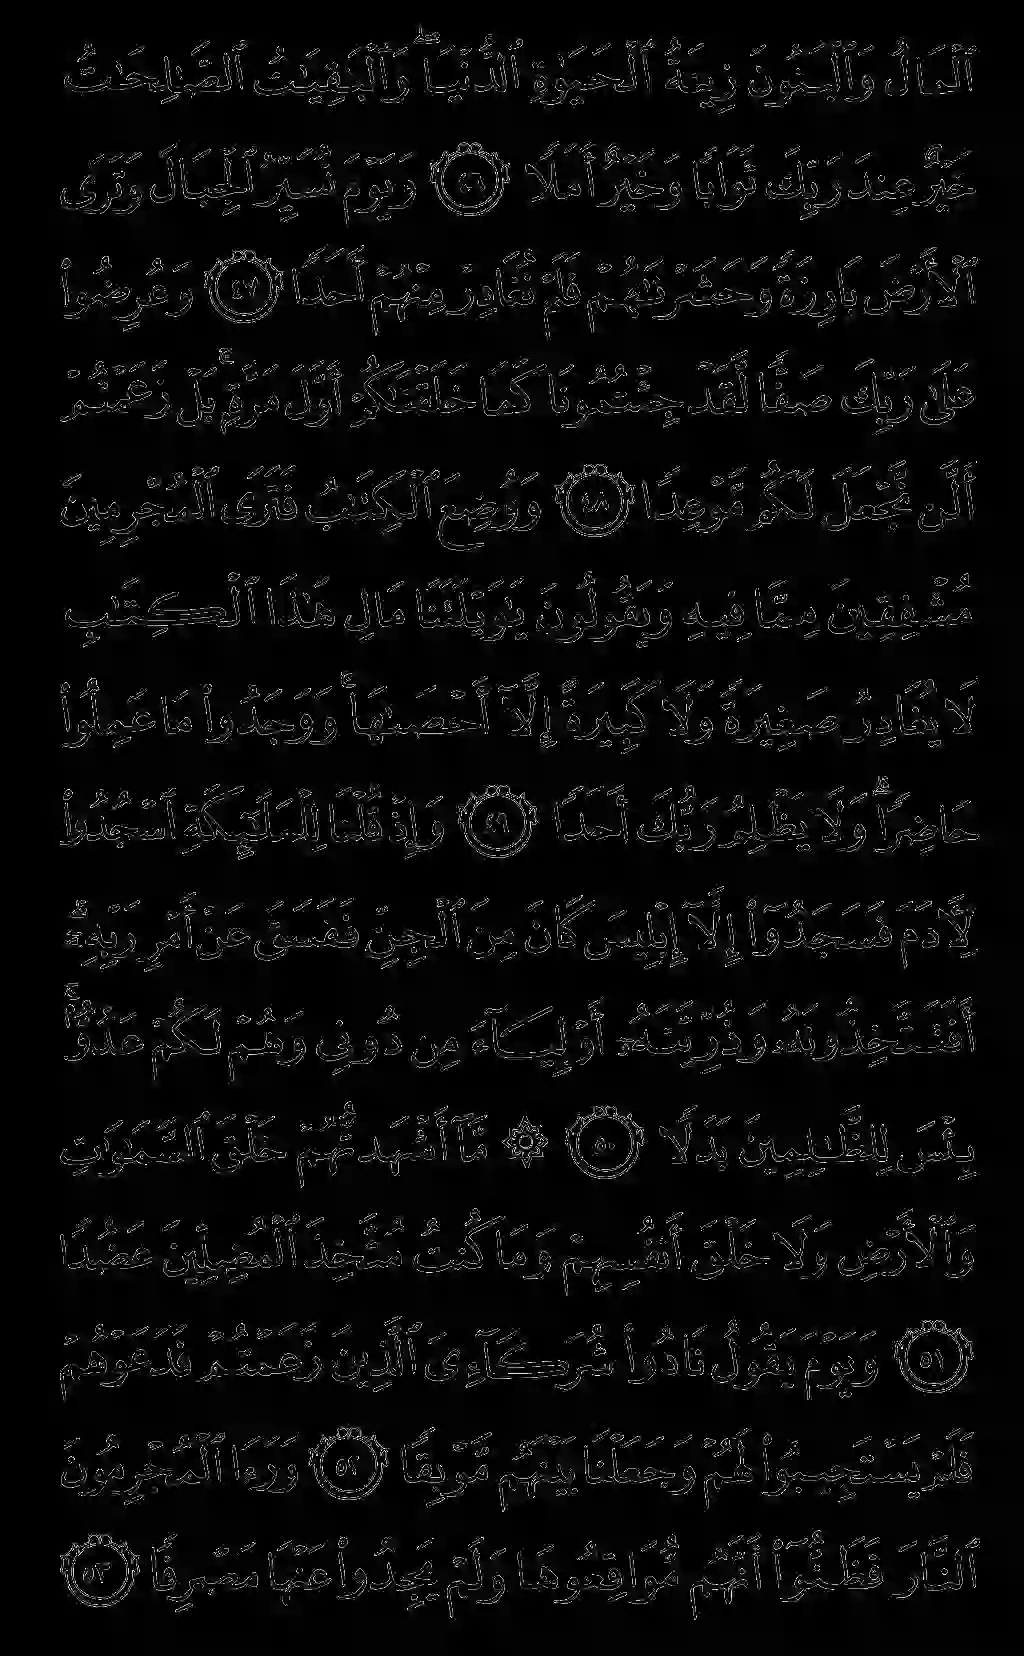 ٱلْمَالُ وَٱلْبَنُونَ زِينَةُ ٱلْحَيَوٰةِ ٱلدُّنْيَا ۖ وَٱلْبَٰقِيَٰتُ ٱلصَّٰلِحَٰتُ
خَيْرٌ عِندَ رَبِّكَ ثَوَابًا وَخَيْرٌ أَمَلًا ٤٦ وَيَوْمَ نُسَيِّرُ ٱلْجِبَالَ وَتَرَى
ٱلْأَرْضَ بَارِزَةً وَحَشَرْنَٰهُمْ فَلَمْ نُغَادِرْ مِنْهُمْ أَحَدًا ٤٧ وَعُرِضُوا۟
عَلَىٰ رَبِّكَ صَفًّا لَّقَدْ جِئْتُمُونَا كَمَا خَلَقْنَٰكُمْ أَوَّلَ مَرَّةٍۭ ۚ بَلْ زَعَمْتُمْ
أَلَّن نَّجْعَلَ لَكُم مَّوْعِدًا ٤٨ وَوُضِعَ ٱلْكِتَٰبُ فَتَرَى ٱلْمُجْرِمِينَ
مُشْفِقِينَ مِمَّا فِيهِ وَيَقُولُونَ يَٰوَيْلَتَنَا مَالِ هَٰذَا ٱلْكِتَٰبِ
لَا يُغَادِرُ صَغِيرَةً وَلَا كَبِيرَةً إِلَّآ أَحْصَىٰهَا ۚ وَوَجَدُوا۟ مَا عَمِلُوا۟
حَاضِرًا ۗ وَلَا يَظْلِمُ رَبُّكَ أَحَدًا ٤٩ وَإِذْ قُلْنَا لِلْمَلَٰٓئِكَةِ ٱسْجُدُوا۟
لِـَٔادَمَ فَسَجَدُوٓا۟ إِلَّآ إِبْلِيسَ كَانَ مِنَ ٱلْجِنِّ فَفَسَقَ عَنْ أَمْرِ رَبِّهِۦٓ ۗ
أَفَتَتَّخِذُونَهُۥ وَذُرِّيَّتَهُۥٓ أَوْلِيَآءَ مِن دُونِى وَهُمْ لَكُمْ عَدُوٌّۢ ۚ
بِئْسَ لِلظَّٰلِمِينَ بَدَلًا ٥٠ ۞ مَّآ أَشْهَدتُّهُمْ خَلْقَ ٱلسَّمَٰوَٰتِ
وَٱلْأَرْضِ وَلَا خَلْقَ أَنفُسِهِمْ وَمَا كُنتُ مُتَّخِذَ ٱلْمُضِلِّينَ عَضُدًا
٥١ وَيَوْمَ يَقُولُ نَادُوا۟ شُرَكَآءِىَ ٱلَّذِينَ زَعَمْتُمْ فَدَعَوْهُمْ
فَلَمْ يَسْتَجِيبُوا۟ لَهُمْ وَجَعَلْنَا بَيْنَهُم مَّوْبِقًا ٥٢ وَرَءَا ٱلْمُجْرِمُونَ
ٱلنَّارَ فَظَنُّوٓا۟ أَنَّهُم مُّوَاقِعُوهَا وَلَمْ يَجِدُوا۟ عَنْهَا مَصْرِفًا ٥٣